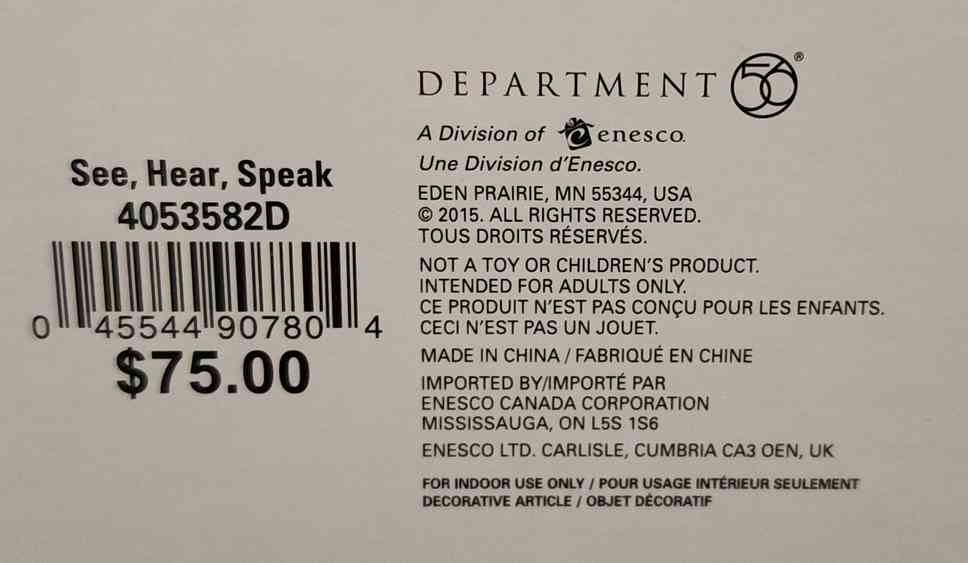 See, Hear, Speak
4053582D
0 45544 90780 4
$75.00
DEPARTMENT 56®
A Division of enesco.
Une Division d'Enesco.
EDEN PRAIRIE, MN 55344, USA
© 2015. ALL RIGHTS RESERVED.
TOUS DROITS RÉSERVÉS.
NOT A TOY OR CHILDREN'S PRODUCT.
INTENDED FOR ADULTS ONLY.
CE PRODUIT N'EST PAS CONÇU POUR LES ENFANTS.
CECI N'EST PAS UN JOUET.
MADE IN CHINA / FABRIQUÉ EN CHINE
IMPORTED BY/IMPORTÉ PAR
ENESCO CANADA CORPORATION
MISSISSAUGA, ON L5S 1S6
ENESCO LTD. CARLISLE, CUMBRIA CA3 OEN, UK
FOR INDOOR USE ONLY / POUR USAGE INTÉRIEUR SEULEMENT
DECORATIVE ARTICLE / OBJET DÉCORATIF